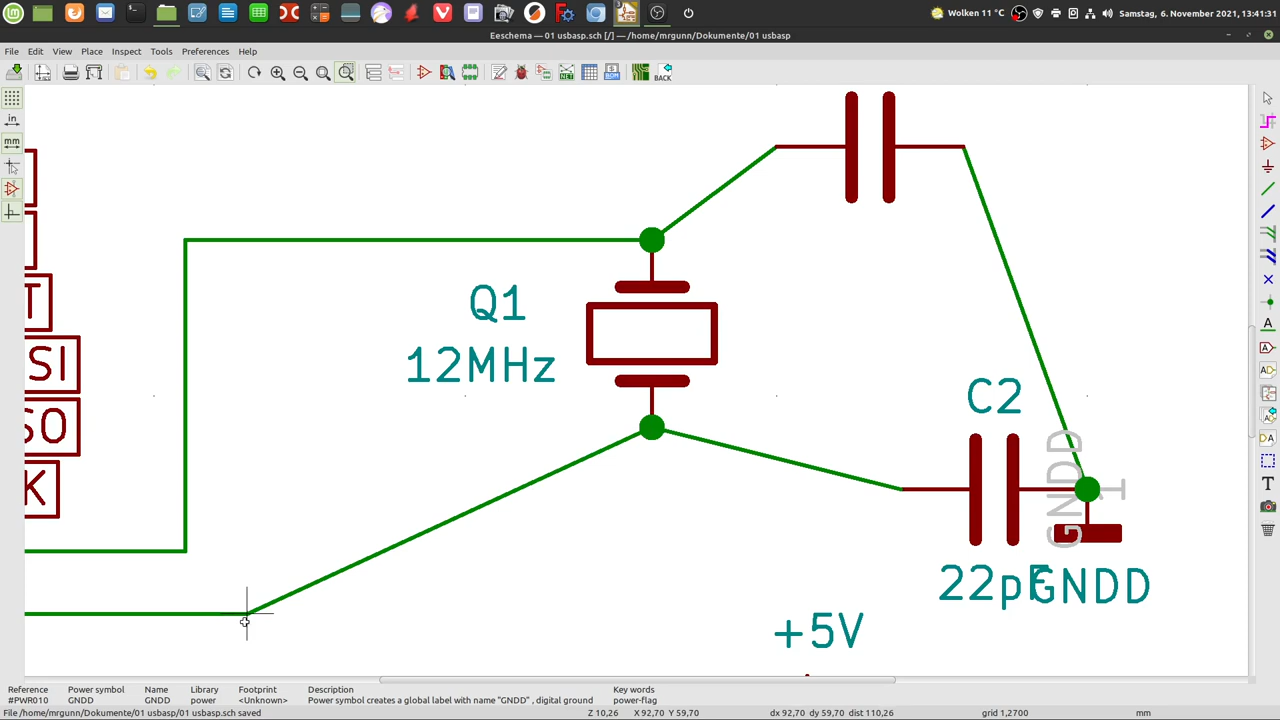 Wolken 11 °C
Samstag, 6. November 2021, 13:41:31
Eeschema — 01 usbasp.sch [/] — /home/mrgunn/Dokumente/01 usbasp
File Edit View Place Inspect Tools Preferences Help
BACK
in
mm
Q1
12MHz
T
SI
SO
K
C2
GNDD
1
22pF
GNDD
+5V
Reference Power symbol Name Library Footprint Description Key words
#PWR010 GNDD GNDD power <Unknown> Power symbol creates a global label with name "GNDD" , digital ground power-flag
File /home/mrgunn/Dokumente/01 usbasp/01 usbasp.sch saved Z 10,26 X 92,70 Y 59,70 dx 92,70 dy 59,70 dist 110,26 grid 1,2700 mm